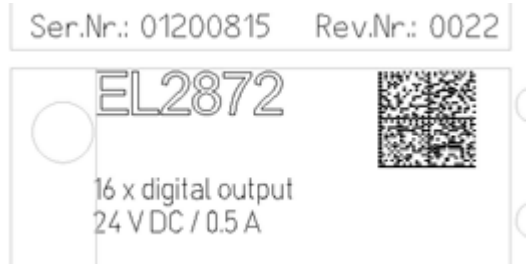 Ser.Nr.: 01200815 Rev.Nr.: 0022
EL2872
16 x digital output
24 V DC / 0.5 A